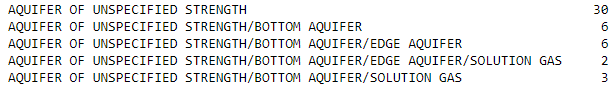 AQUIFER OF UNSPECIFIED STRENGTH 30
AQUIFER OF UNSPECIFIED STRENGTH/BOTTOM AQUIFER 6
AQUIFER OF UNSPECIFIED STRENGTH/BOTTOM AQUIFER/EDGE AQUIFER 6
AQUIFER OF UNSPECIFIED STRENGTH/BOTTOM AQUIFER/EDGE AQUIFER/SOLUTION GAS 2
AQUIFER OF UNSPECIFIED STRENGTH/BOTTOM AQUIFER/SOLUTION GAS 3